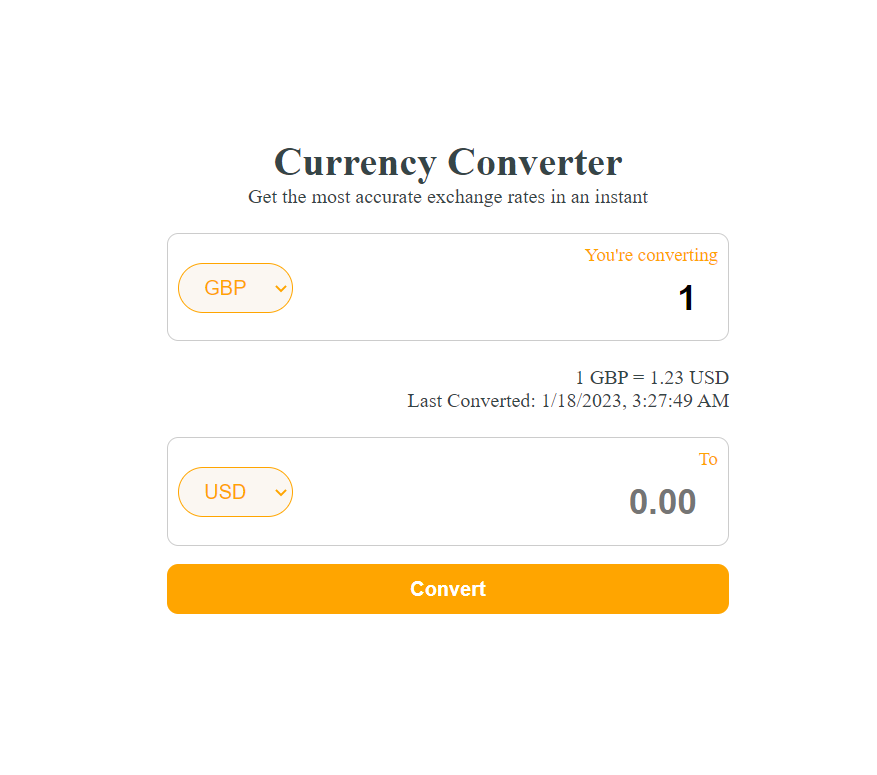 Currency Converter
Get the most accurate exchange rates in an instant
You're converting
GBP
1
1 GBP = 1.23 USD
Last Converted: 1/18/2023, 3:27:49 AM
To
USD
0.00
Convert